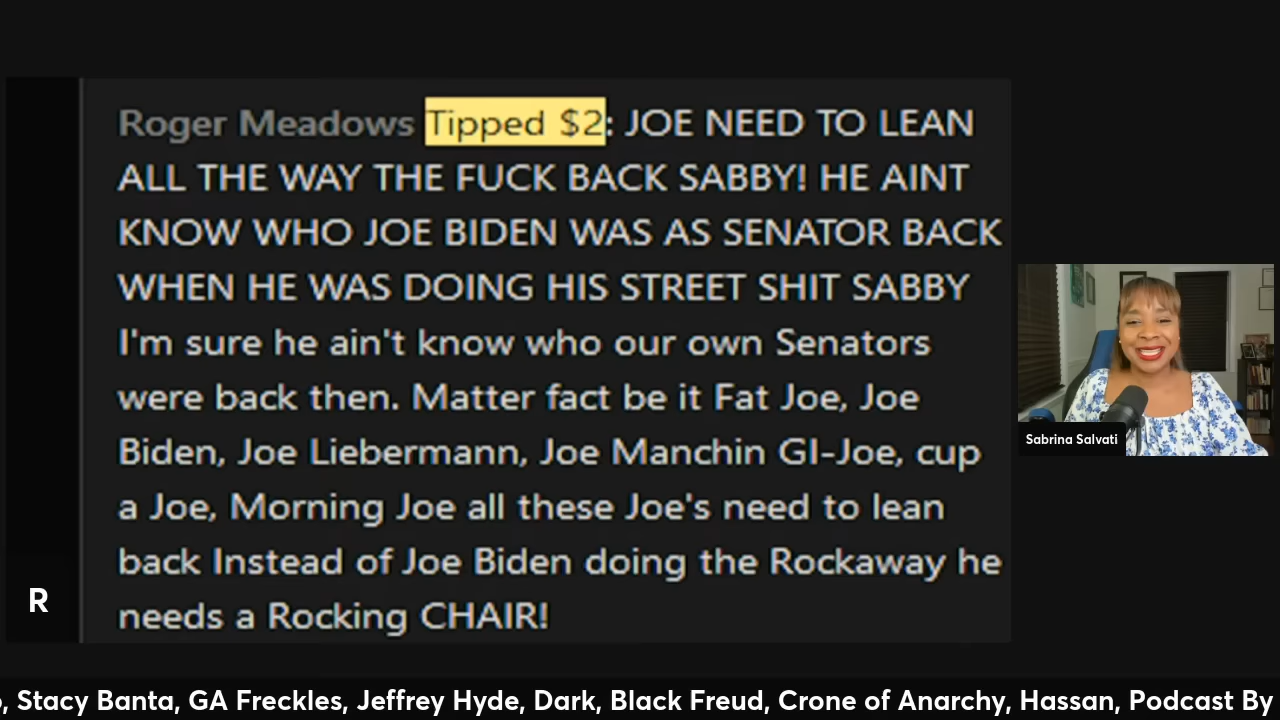 Roger Meadows Tipped $2: JOE NEED TO LEAN
ALL THE WAY THE FUCK BACK SABBY! HE AINT
KNOW WHO JOE BIDEN WAS AS SENATOR BACK
WHEN HE WAS DOING HIS STREET SHIT SABBY
I'm sure he ain't know who our own Senators
were back then. Matter fact be it Fat Joe, Joe
Biden, Joe Liebermann, Joe Manchin GI-Joe, cup
a Joe, Morning Joe all these Joe's need to lean
back Instead of Joe Biden doing the Rockaway he
needs a Rocking CHAIR!
R
Sabrina Salvati
, Stacy Banta, GA Freckles, Jeffrey Hyde, Dark, Black Freud, Crone of Anarchy, Hassan, Podcast By